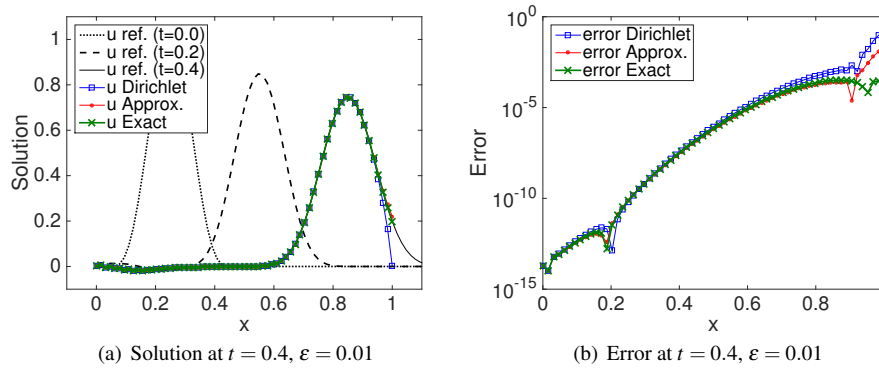 u ref. (t=0.0)
u ref. (t=0.2)
u ref. (t=0.4)
u Dirichlet
u Approx.
u Exact
Solution
1
0.8
0.6
0.4
0.2
0
0
0.2
0.4
0.6
0.8
1
x
(a) Solution at t = 0.4, ε = 0.01
error Dirichlet
error Approx.
error Exact
Error
10⁰
10⁻⁵
10⁻¹⁰
10⁻¹⁵
0
0.2
0.4
0.6
0.8
x
(b) Error at t = 0.4, ε = 0.01